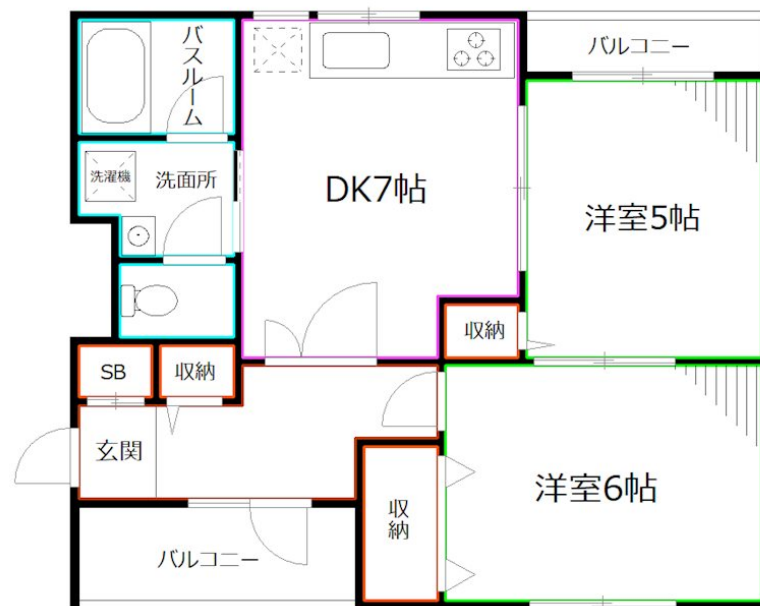 バスルーム
バルコニー
洗濯機
洗面所
DK7帖
洋室5帖
収納
SB
収納
玄関
洋室6帖
収納
バルコニー